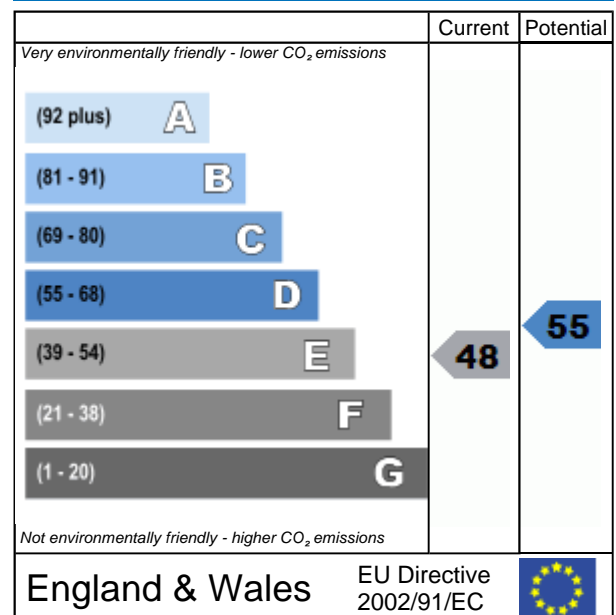 Current Potential
Very environmentally friendly - lower CO₂ emissions
(92 plus) A
(81 - 91) B
(69 - 80) C
(55 - 68) D
55
(39 - 54) E
48
(21 - 38) F
(1 - 20) G
Not environmentally friendly - higher CO₂ emissions
England & Wales
EU Directive
2002/91/EC